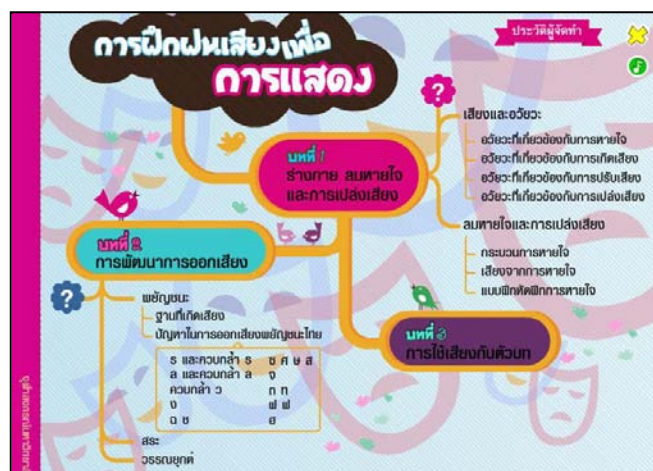 การฝึกฝนเสียงเพื่อ
การแสดง
ประวัติผู้จัดทำ
?
เสียงและอวัยวะ
อวัยวะที่เกี่ยวข้องกับการหายใจ
อวัยวะที่เกี่ยวข้องกับการเกิดเสียง
อวัยวะที่เกี่ยวข้องกับการปรับเสียง
อวัยวะที่เกี่ยวข้องกับการเปล่งเสียง
ลมหายใจและการเปล่งเสียง
กระบวนการหายใจ
เสียงจากการหายใจ
แบบฝึกหัดฝึกการหายใจ
บทที่ 1
ร่างกาย ลมหายใจ
และการเปล่งเสียง
บทที่ 2
การพัฒนาการออกเสียง
?
พยัญชนะ
ฐานที่เกิดเสียง
ปัญหาในการออกเสียงพยัญชนะไทย
ร และควบกล้ำ ร ซ ศ ษ ส
ล และควบกล้ำ ล จ
ควบกล้ำ ว ก ท
ง
ฉ ช ฮ
สระ
วรรณยุกต์
บทที่ 3
การใช้เสียงกับตัวบท
จุฬาลงกรณ์มหาวิทยาลัย